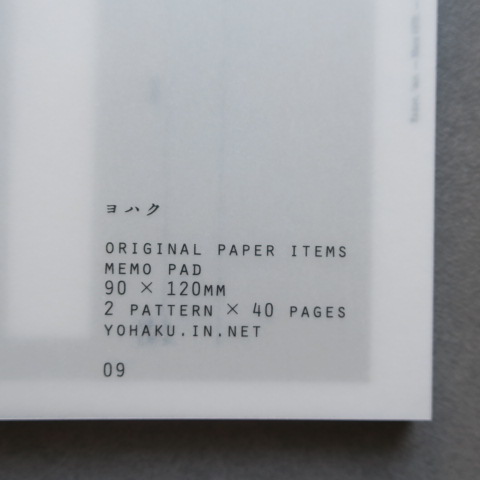 ヨハク
ORIGINAL PAPER ITEMS
MEMO PAD
90 × 120MM
2 PATTERN × 40 PAGES
YOHAKU.IN.NET
09